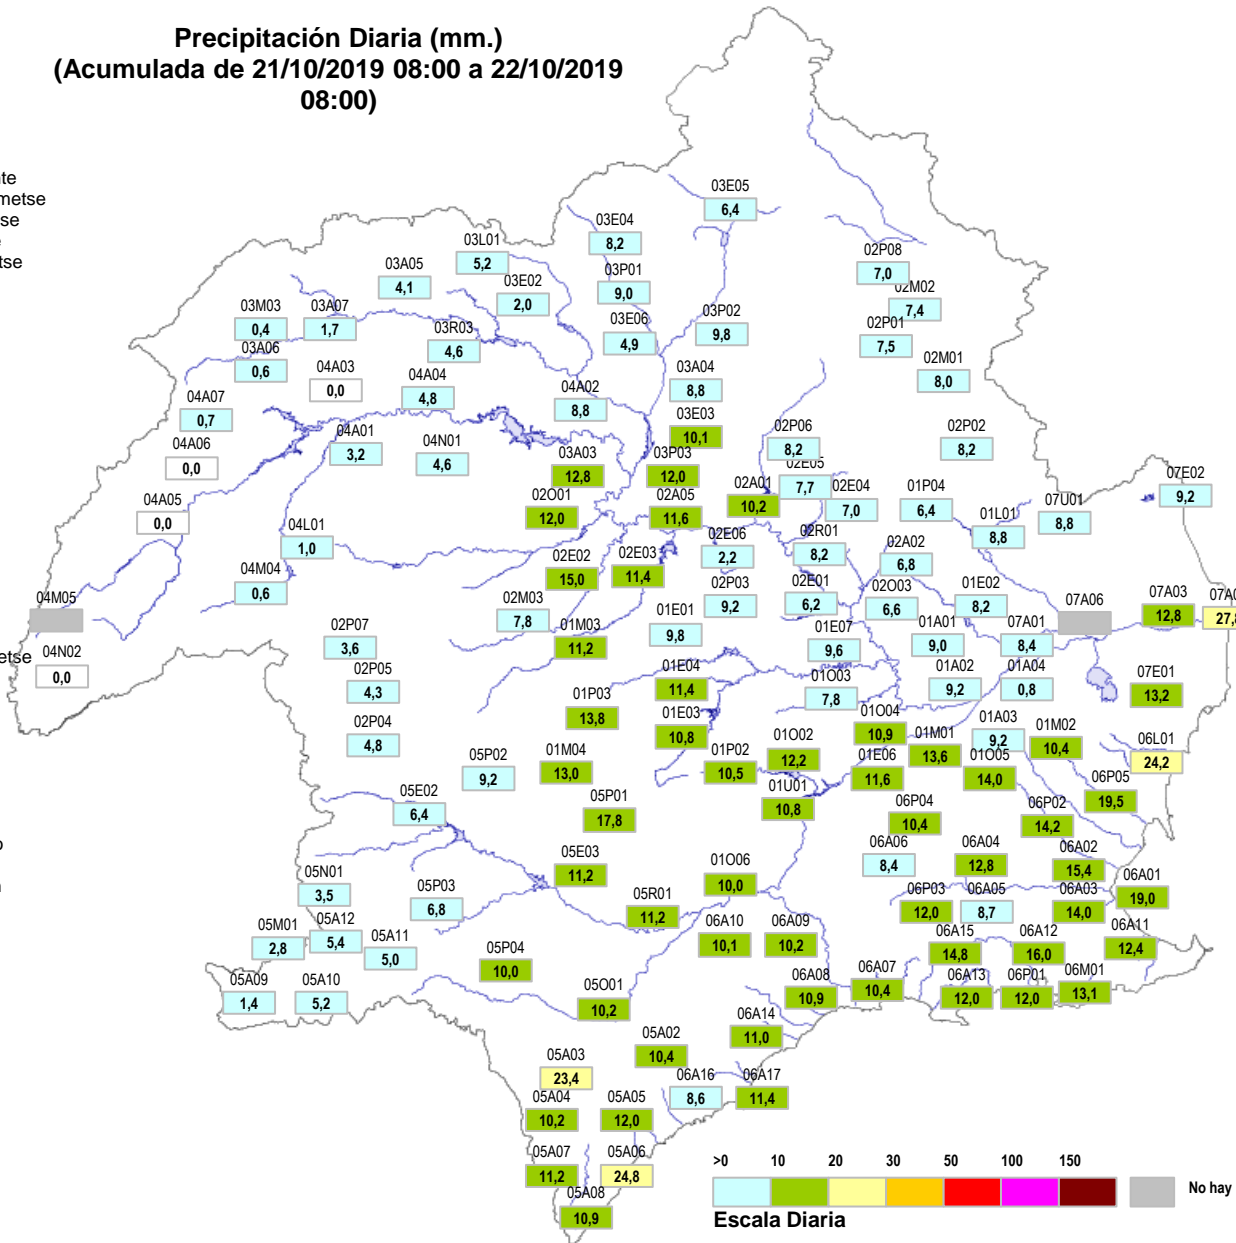 Precipitación Diaria (mm.)
(Acumulada de 21/10/2019 08:00 a 22/10/2019
08:00)
03E05
6,4
03E04
8,2
03L01
5,2
02P08
7,0
03A05
4,1
03P01
9,0
03E02
2,0
02M02
7,4
03M03
0,4
03A07
1,7
03E06
4,9
03P02
9,8
02P01
7,5
03R03
4,6
03A06
0,6
02M01
8,0
04A03
0,0
04A04
4,8
03A04
8,8
04A02
8,8
04A07
0,7
03E03
10,1
02P06
8,2
02P02
8,2
04A01
3,2
04A06
0,0
04N01
4,6
03A03
12,8
03P03
12,0
02E05
7,7
07E02
9,2
04A05
0,0
02O01
12,0
02A05
11,6
02A01
10,2
02E04
7,0
01P04
6,4
07U01
8,8
01L01
8,8
04L01
1,0
02E06
2,2
02R01
8,2
02A02
6,8
02E02
15,0
02E03
11,4
04M04
0,6
02P03
9,2
02E01
6,2
02O03
6,6
01E02
8,2
04M05
07A06
07A03
12,8
07A0
27,8
02M03
7,8
01M03
11,2
01E01
9,8
01E07
9,6
01A01
9,0
07A01
8,4
etse
02P07
3,6
04N02
0,0
02P05
4,3
01E04
11,4
01O03
7,8
01A02
9,2
01A04
0,8
07E01
13,2
01P03
13,8
02P04
4,8
01E03
10,8
01O04
10,9
01M01
13,6
01A03
9,2
01M02
10,4
06L01
24,2
05P02
9,2
01M04
13,0
01P02
10,5
01O02
12,2
01E06
11,6
01O05
14,0
06P05
19,5
05E02
6,4
05P01
17,8
01U01
10,8
06P04
10,4
06P02
14,2
05E03
11,2
06A06
8,4
06A04
12,8
06A02
15,4
05N01
3,5
01O06
10,0
06A01
19,0
05P03
6,8
05R01
11,2
06P03
12,0
06A05
8,7
06A03
14,0
05M01
2,8
05A12
5,4
05A11
5,0
06A10
10,1
06A09
10,2
06A15
14,8
06A12
16,0
06A11
12,4
05P04
10,0
05A09
1,4
05A10
5,2
05O01
10,2
06A08
10,9
06A07
10,4
06A13
12,0
06P01
12,0
06M01
13,1
06A14
11,0
05A02
10,4
05A03
23,4
06A16
8,6
06A17
11,4
05A04
10,2
05A05
12,0
05A07
11,2
05A06
24,8
05A08
10,9
>0 10 20 30 50 100 150
No hay
Escala Diaria